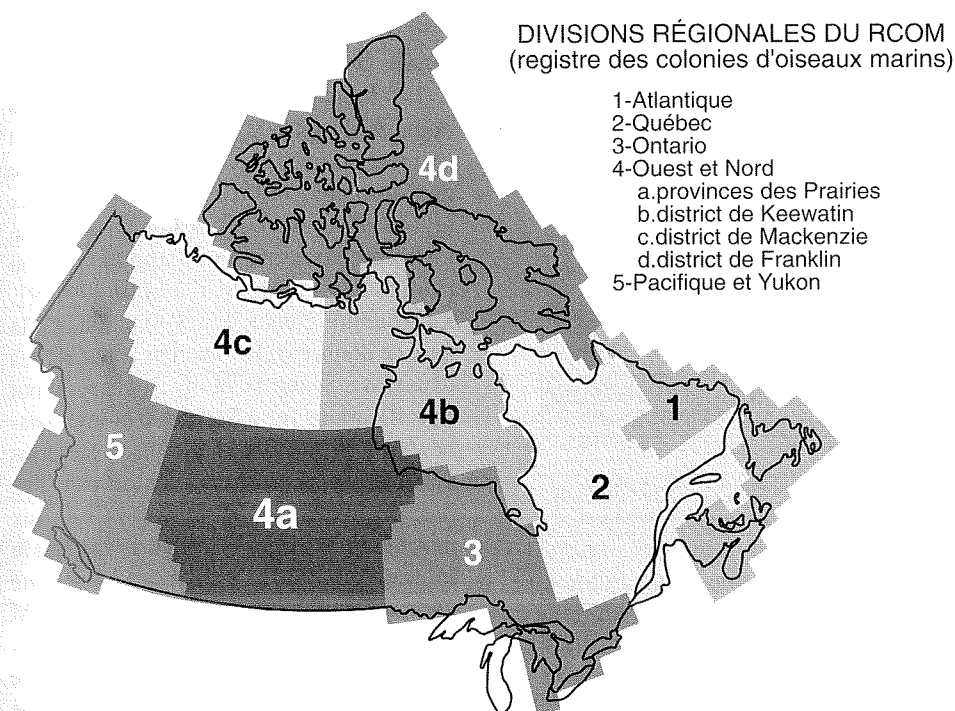 DIVISIONS RÉGIONALES DU RCOM
(registre des colonies d'oiseaux marins)
1-Atlantique
2-Québec
3-Ontario
4-Ouest et Nord
a.provinces des Prairies
b.district de Keewatin
c.district de Mackenzie
d.district de Franklin
5-Pacifique et Yukon
4d
4c
4b
1
5
2
4a
3